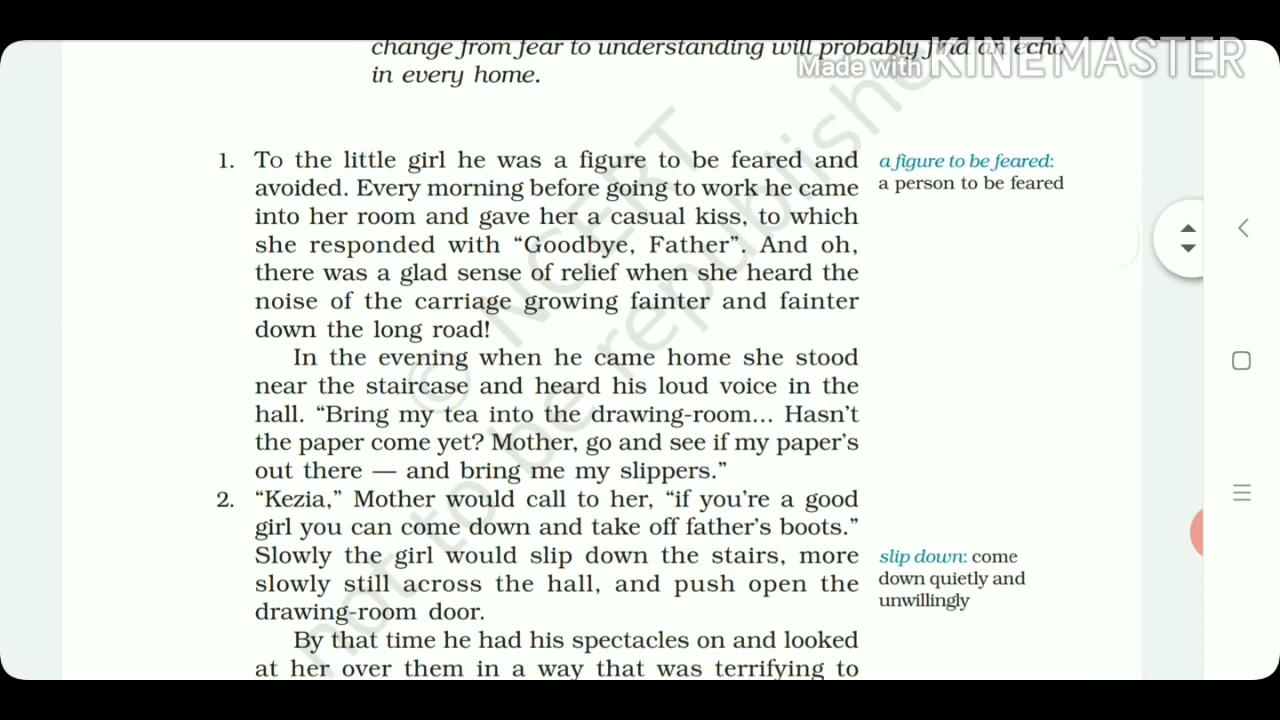 change from fear to understanding will probably find an echo
in every home.
Made with KINEMASTER
1. To the little girl he was a figure to be feared and
avoided. Every morning before going to work he came
into her room and gave her a casual kiss, to which
she responded with “Goodbye, Father”. And oh,
there was a glad sense of relief when she heard the
noise of the carriage growing fainter and fainter
down the long road!
a figure to be feared:
a person to be feared
In the evening when he came home she stood
near the staircase and heard his loud voice in the
hall. “Bring my tea into the drawing-room... Hasn’t
the paper come yet? Mother, go and see if my paper’s
out there — and bring me my slippers.”
2. “Kezia,” Mother would call to her, “if you’re a good
girl you can come down and take off father’s boots.”
Slowly the girl would slip down the stairs, more
slowly still across the hall, and push open the
drawing-room door.
slip down: come
down quietly and
unwillingly
By that time he had his spectacles on and looked
at her over them in a way that was terrifying to
© NCERT
not to be republished